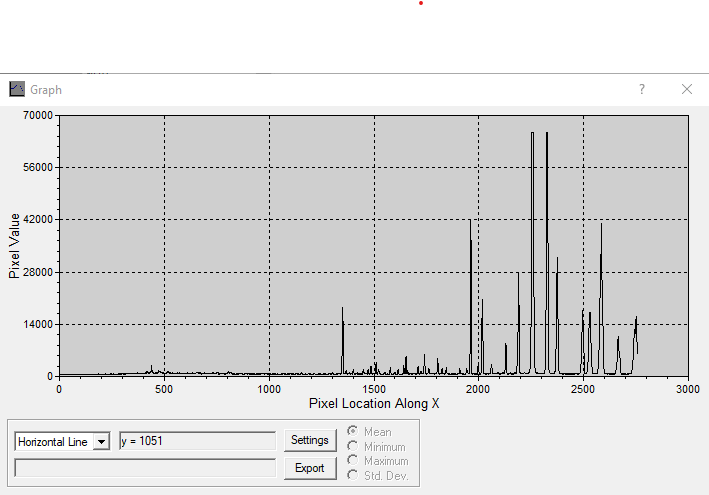 Graph
70000
56000
42000
28000
14000
0
Pixel Value
0 500 1000 1500 2000 2500 3000
Pixel Location Along X
Horizontal Line
y = 1051
Settings
Export
Mean
Minimum
Maximum
Std. Dev.